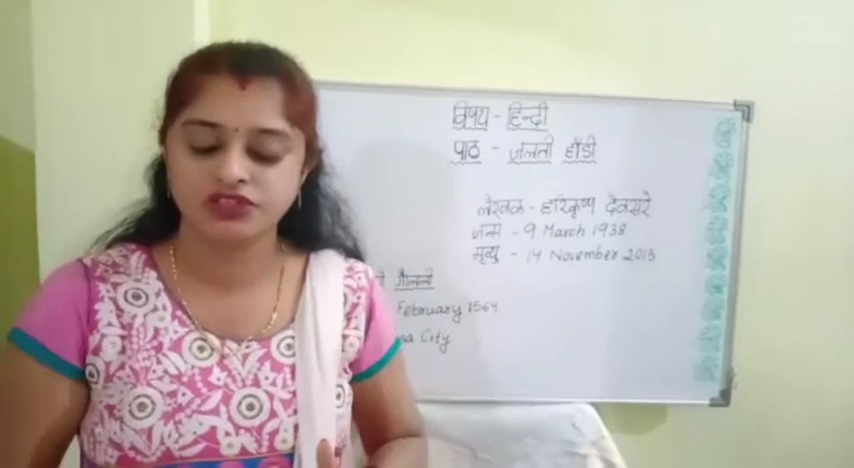 विषय - हिन्दी
पाठ - जलती हाँडी
लेखक - हरिकृष्ण देवसरे
जन्म - 9 March 1938
मृत्यु - 14 November 2013
February 1564
City